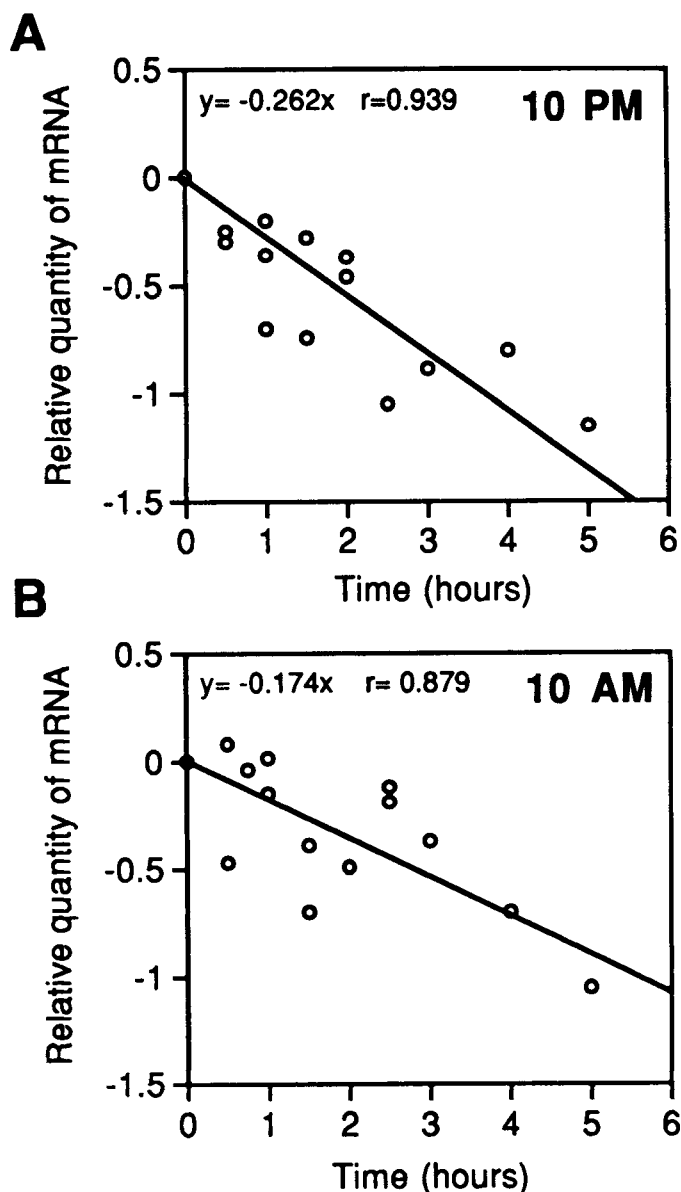 A
y= -0.262x r=0.939 10 PM
Relative quantity of mRNA
0.5
0
-0.5
-1
-1.5
0 1 2 3 4 5 6
Time (hours)
B
y= -0.174x r= 0.879 10 AM
Relative quantity of mRNA
0.5
0
-0.5
-1
-1.5
0 1 2 3 4 5 6
Time (hours)